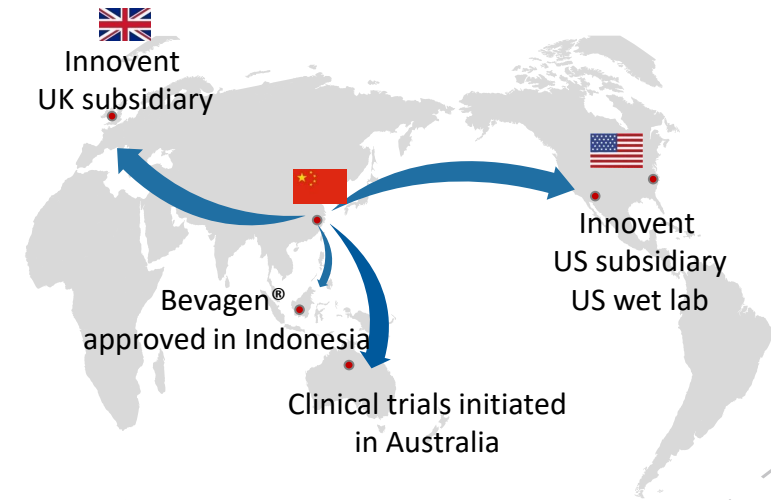 Innovent
UK subsidiary
Innovent
US subsidiary
US wet lab
Bevagen®
approved in Indonesia
Clinical trials initiated
in Australia